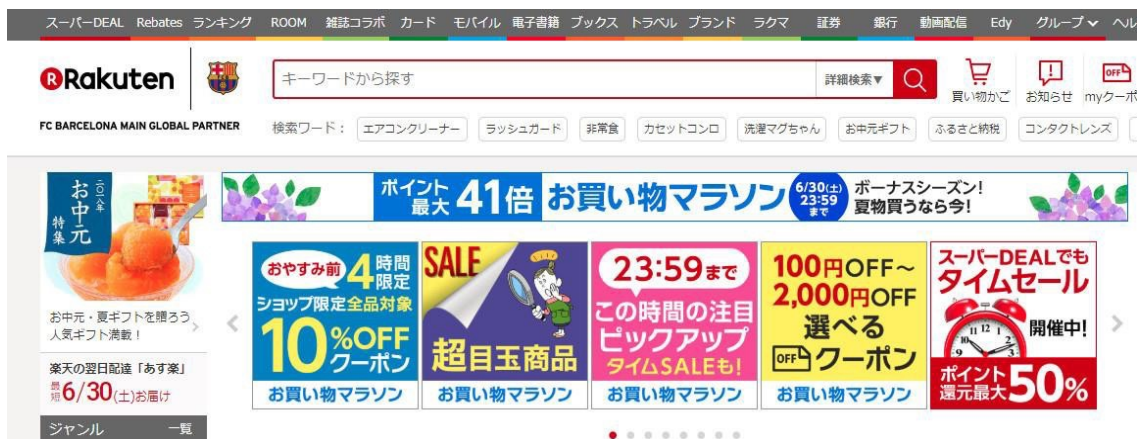 スーパーDEAL Rebates ランキング ROOM 雑誌コラボ カード モバイル 電子書籍 ブックス トラベル ブランド ラクマ 証券 銀行 動画配信 Edy グループ ヘル
Rakuten
キーワードから探す
詳細検索▼
買い物かご
お知らせ
OFF
myクーポ
FC BARCELONA MAIN GLOBAL PARTNER
検索ワード： エアコンクリーナー ラッシュガード 非常食 カセットコンロ 洗濯マグちゃん お中元ギフト ふるさと納税 コンタクトレンズ
二〇一八年
お中元
特集
お中元・夏ギフトを贈ろう
人気ギフト満載！
楽天の翌日配達「あす楽」
最短6/30(土)お届け
ジャンル 一覧
ポイント最大41倍 お買い物マラソン 6/30(土) 23:59まで
ボーナスシーズン!
夏物買うなら今!
おやすみ前 4時間限定
ショップ限定全品対象
10%OFF
クーポン
お買い物マラソン
SALE
超目玉商品
お買い物マラソン
23:59まで
この時間の注目
ピックアップ
タイムSALEも!
お買い物マラソン
100円OFF～
2,000円OFF
選べる
OFF クーポン
お買い物マラソン
スーパーDEALでも
タイムセール
開催中!
ポイント還元最大50%